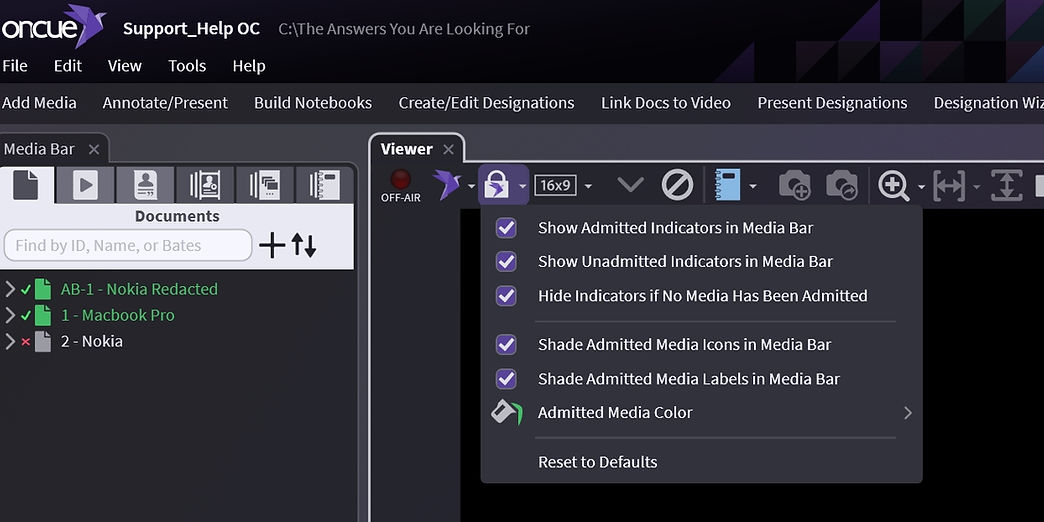 oncue Support_Help OC C:\The Answers You Are Looking For
File Edit View Tools Help
Add Media Annotate/Present Build Notebooks Create/Edit Designations Link Docs to Video Present Designations Designation Wiz
Media Bar
Viewer
OFF-AIR
16x9
Documents
Find by ID, Name, or Bates
AB-1 - Nokia Redacted
1 - Macbook Pro
2 - Nokia
Show Admitted Indicators in Media Bar
Show Unadmitted Indicators in Media Bar
Hide Indicators if No Media Has Been Admitted
Shade Admitted Media Icons in Media Bar
Shade Admitted Media Labels in Media Bar
Admitted Media Color
Reset to Defaults